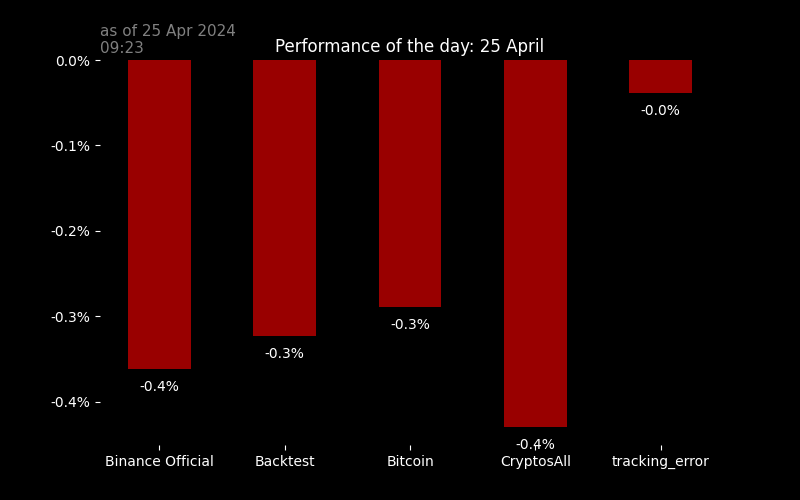 as of 25 Apr 2024
09:23
Performance of the day: 25 April
0.0%
-0.1%
-0.2%
-0.3%
-0.4%
-0.4%
-0.3%
-0.3%
-0.4%
-0.0%
Binance Official
Backtest
Bitcoin
CryptosAll
tracking_error